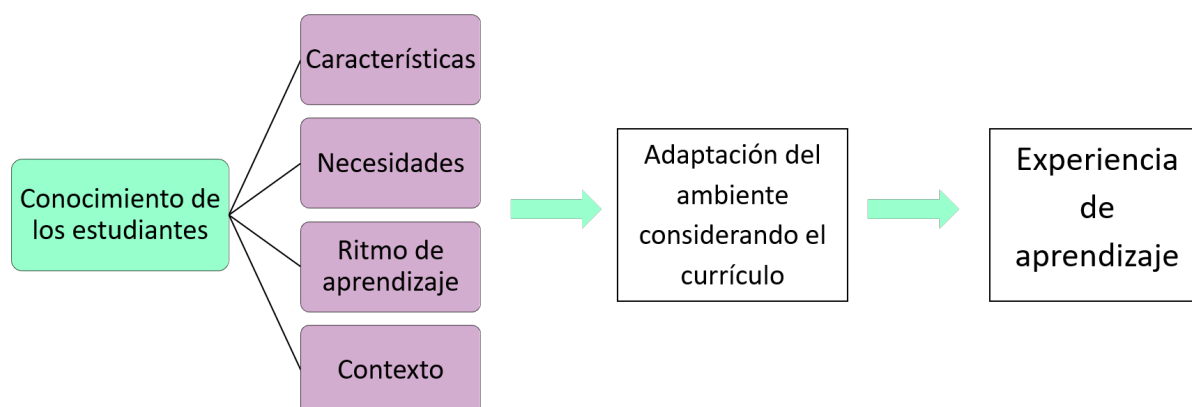 Conocimiento de
los estudiantes
Características
Necesidades
Ritmo de
aprendizaje
Contexto
Adaptación del
ambiente
considerando el
currículo
Experiencia
de
aprendizaje